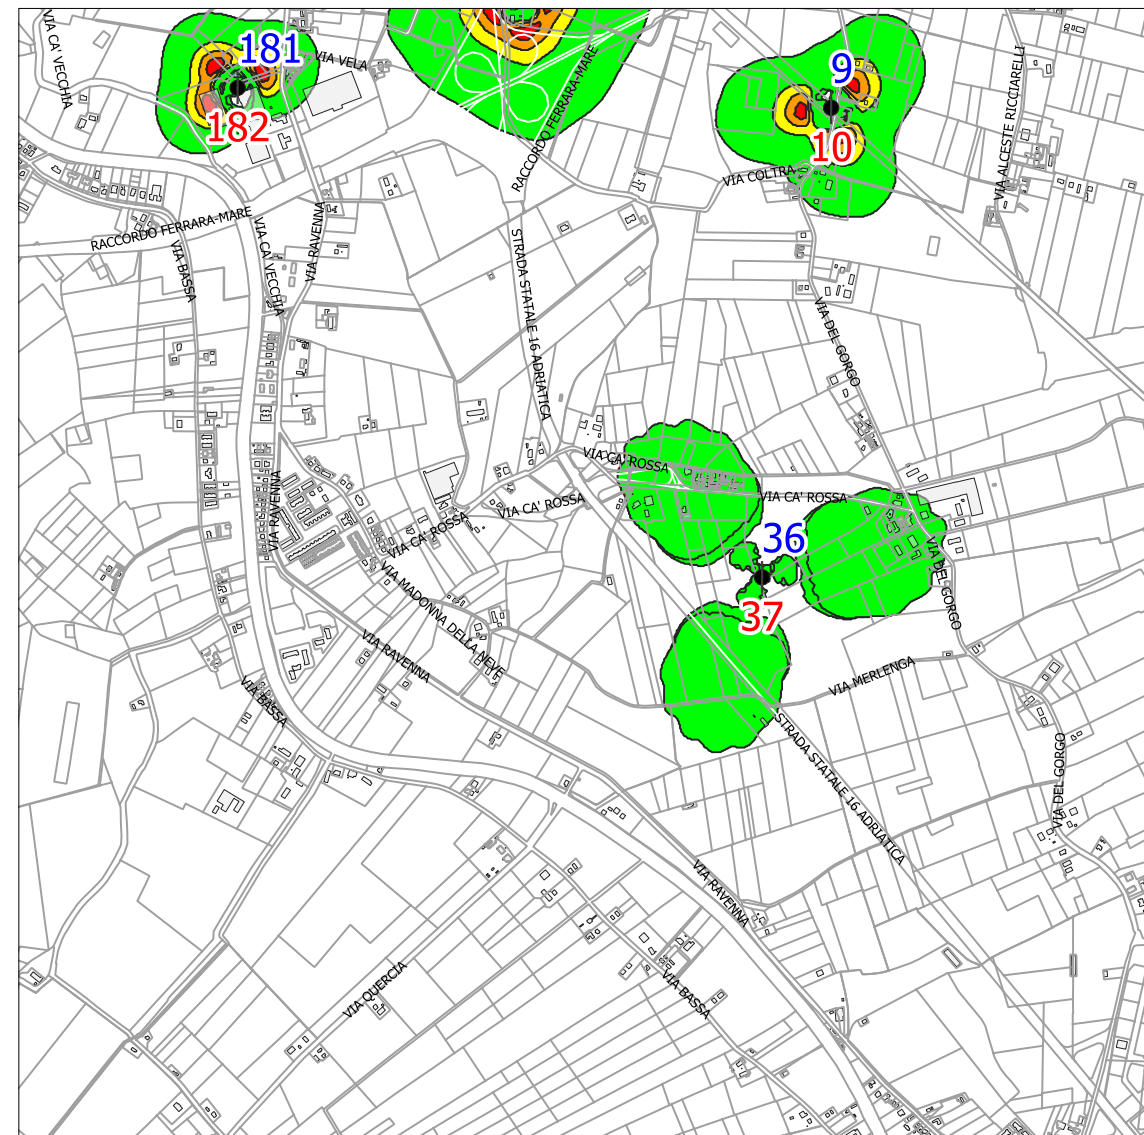 VIA CA' VECCHIA
181
VIA VELA
182
RACCORDO FERRARA-MARE
9
10
VIA COLTRA
VIA ALCESTE RICCIARELI
RACCORDO FERRARA-MARE
VIA BASSA
VIA CA' VECCHIA
VIA RAVENNA
STRADA STATALE 16 ADRIATICA
VIA DEL GORGO
VIA CA' ROSSA
VIA CA' ROSSA
VIA CA' ROSSA
VIA CA' ROSSA
VIA RAVENNA
36
37
VIA DEL GORGO
VIA MADONNA DELLA NEVE
VIA RAVENNA
VIA MERLENGA
VIA BASSA
STRADA STATALE 16 ADRIATICA
VIA DEL GORGO
VIA RAVENNA
VIA QUERCIA
VIA BASSA